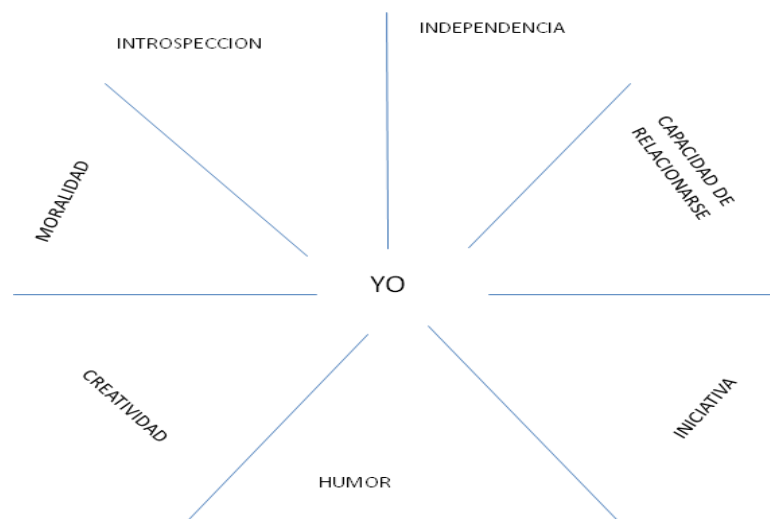 INTROSPECCION
INDEPENDENCIA
CAPACIDAD DE
RELACIONARSE
MORALIDAD
YO
CREATIVIDAD
INICIATIVA
HUMOR